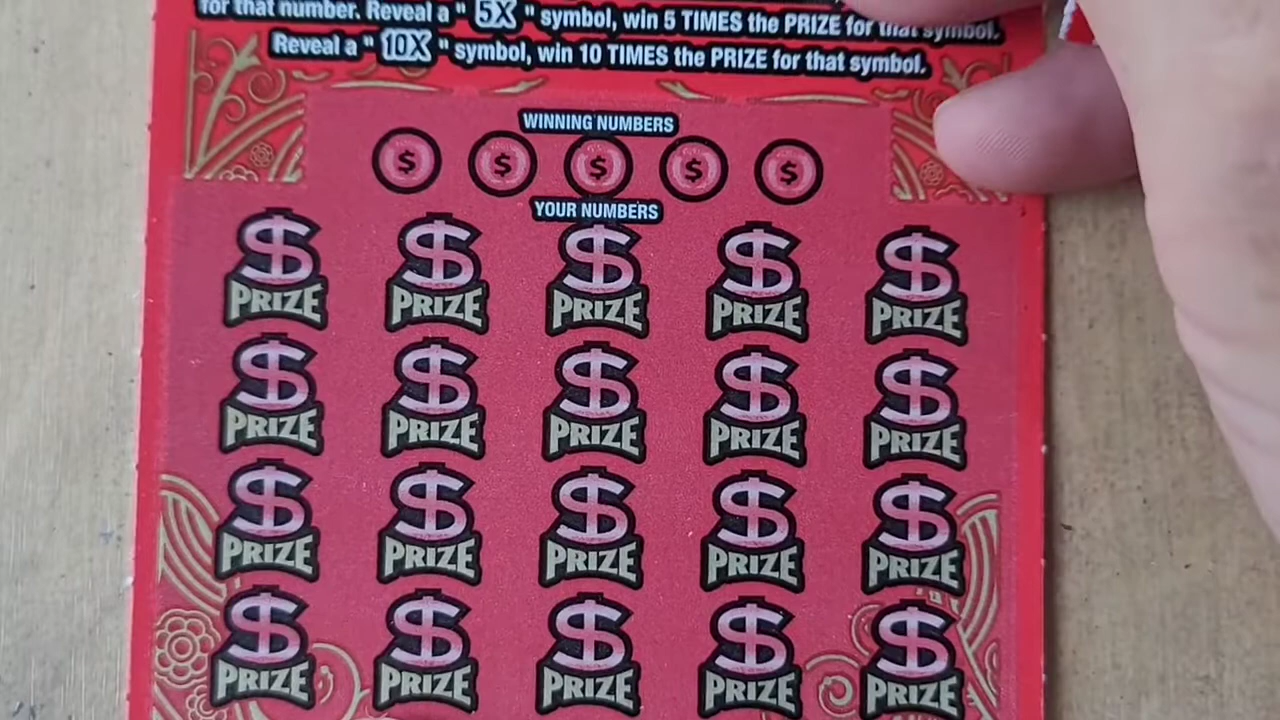 for that number. Reveal a " 5X " symbol, win 5 TIMES the PRIZE for that symbol.
Reveal a " 10X " symbol, win 10 TIMES the PRIZE for that symbol.
WINNING NUMBERS
$ $ $ $ $
YOUR NUMBERS
$ $ $ $ $
PRIZE PRIZE PRIZE PRIZE PRIZE
$ $ $ $ $
PRIZE PRIZE PRIZE PRIZE PRIZE
$ $ $ $ $
PRIZE PRIZE PRIZE PRIZE PRIZE
$ $ $ $ $
PRIZE PRIZE PRIZE PRIZE PRIZE